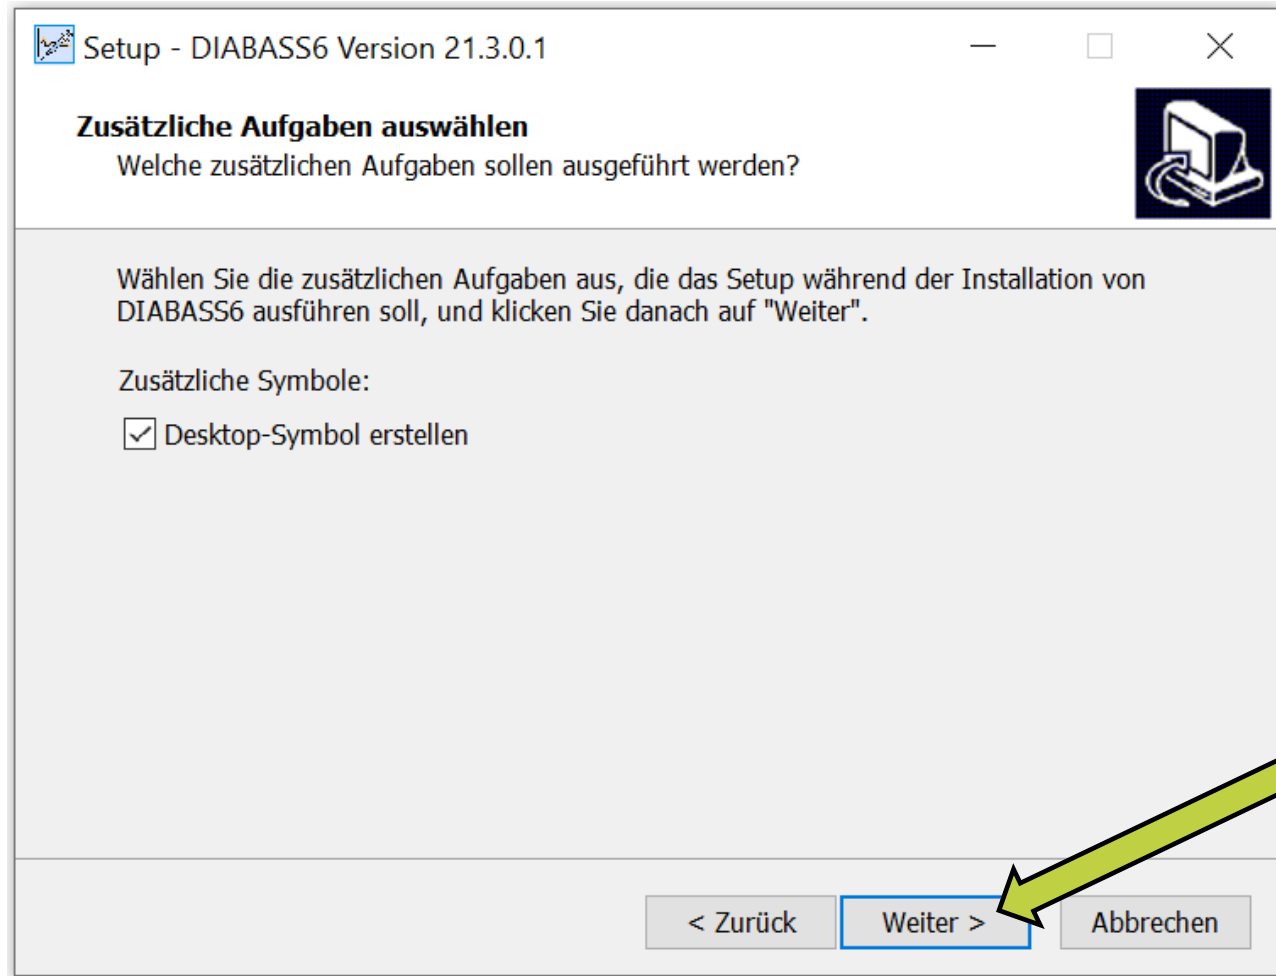 Setup - DIABASS6 Version 21.3.0.1
Zusätzliche Aufgaben auswählen
Welche zusätzlichen Aufgaben sollen ausgeführt werden?
Wählen Sie die zusätzlichen Aufgaben aus, die das Setup während der Installation von
DIABASS6 ausführen soll, und klicken Sie danach auf "Weiter".
Zusätzliche Symbole:
Desktop-Symbol erstellen
< Zurück
Weiter >
Abbrechen